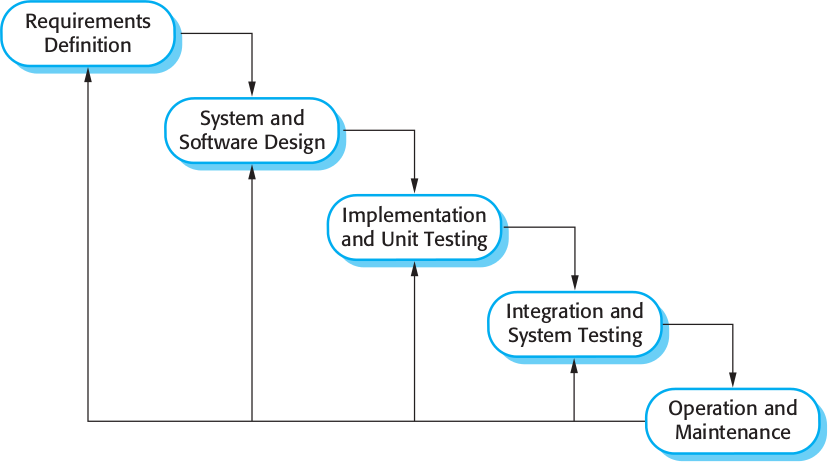 Requirements
Definition
System and
Software Design
Implementation
and Unit Testing
Integration and
System Testing
Operation and
Maintenance